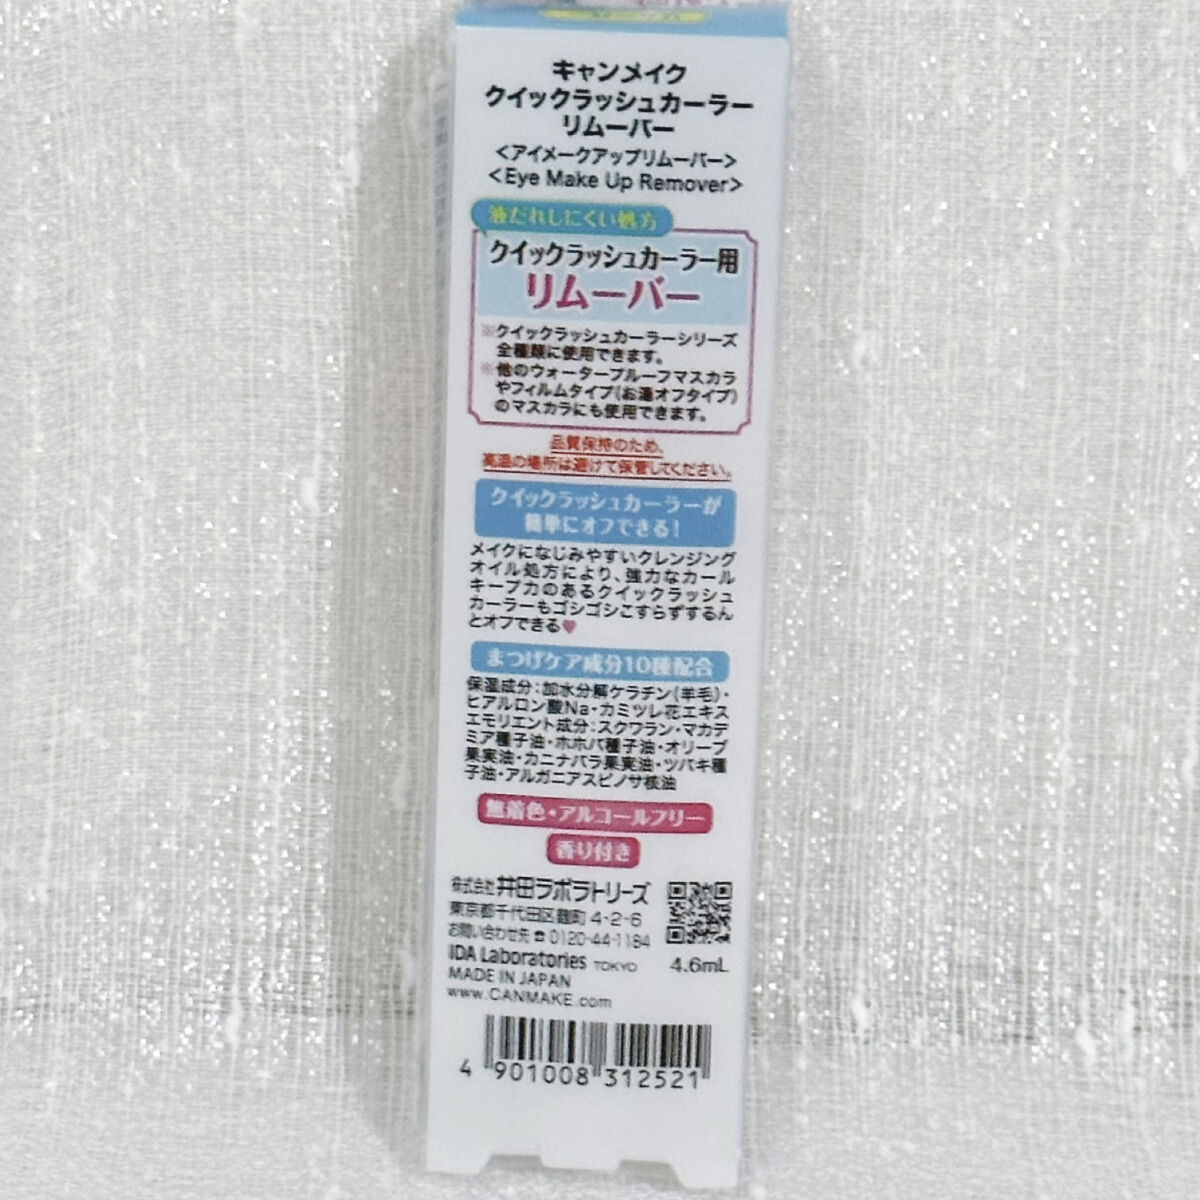 キャンメイク
クイックラッシュカーラー
リムーバー
<アイメークアップリムーバー>
<Eye Make Up Remover>
液だれしにくい処方
クイックラッシュカーラー用
リムーバー
※クイックラッシュカーラーシリーズ
全種類に使用できます。
※他のウォータープルーフマスカラ
やフィルムタイプ(お湯オフタイプ)
のマスカラにも使用できます。
品質保持のため、
高温の場所は避けて保管してください。
クイックラッシュカーラーが
簡単にオフできる!
メイクになじみやすいクレンジング
オイル処方により、強力なカール
キープ力のあるクイックラッシュ
カーラーもゴシゴシこすらずするん
とオフできる♥
まつげケア成分10種配合
保湿成分:加水分解ケラチン(羊毛)・
ヒアルロン酸Na・カミツレ花エキス
エモリエント成分:スクワラン・マカデ
ミア種子油・ホホバ種子油・オリーブ
果実油・カニナバラ果実油・ツバキ種
子油・アルガニアスピノサ核油
無着色・アルコールフリー
香り付き
株式会社 井田ラボラトリーズ
東京都千代田区麹町 4-2-6
お問い合わせ先 ☎ 0120-44-1184
IDA Laboratories TOKYO
4.6mL
MADE IN JAPAN
www.CANMAKE.com
4 901008 312521